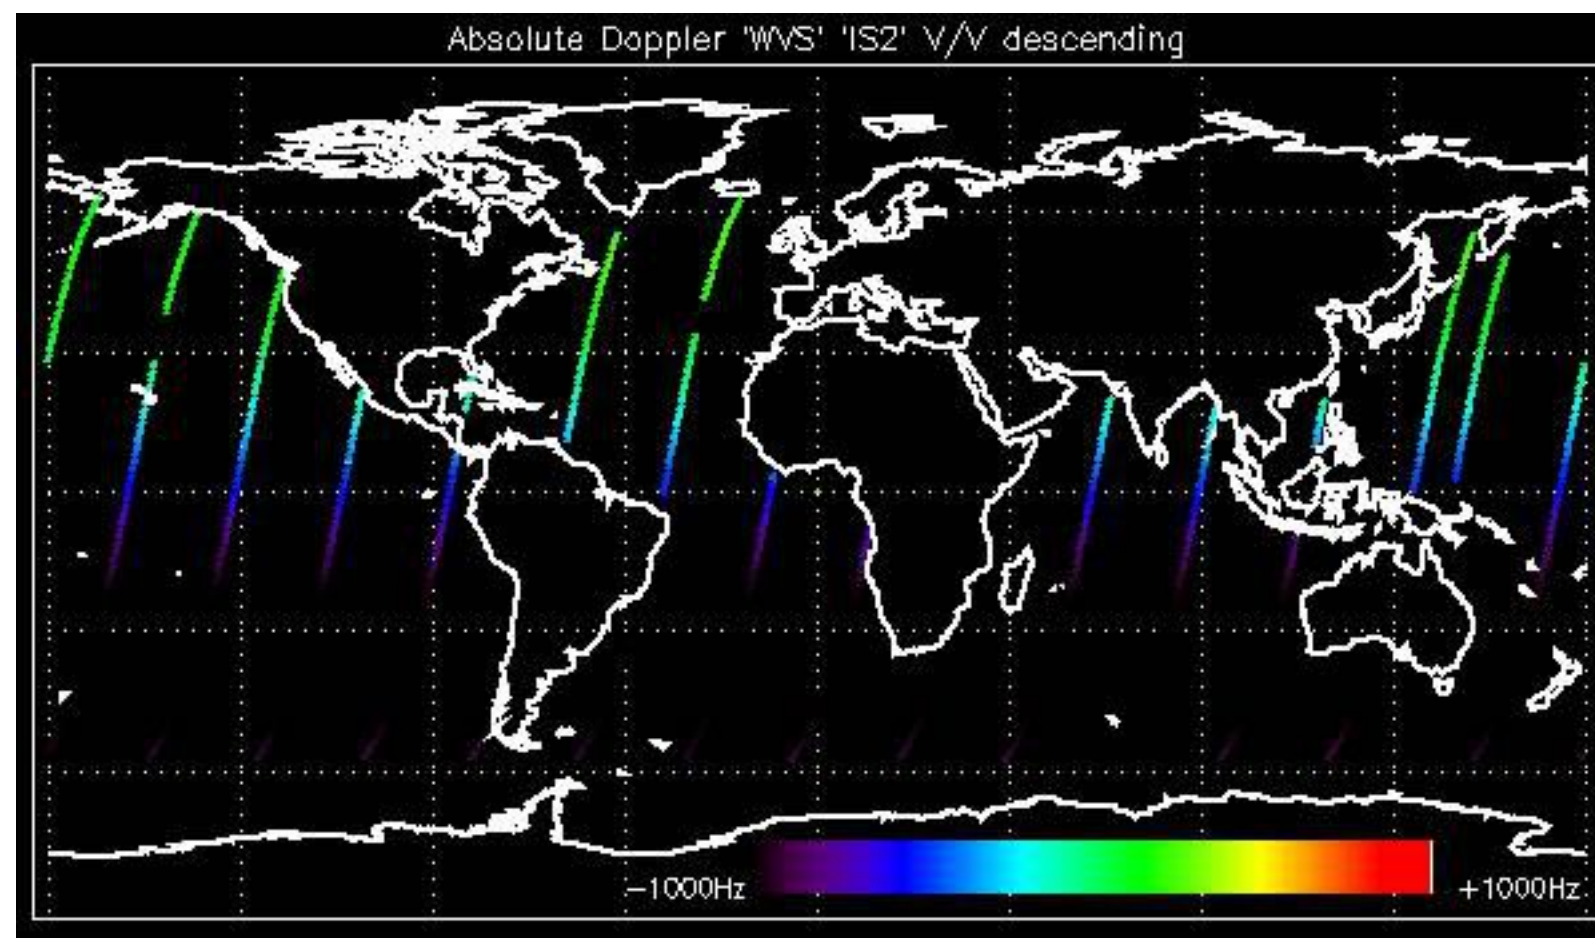 Absolute Doppler 'WVS' 'IS2' V/V descending
−1000Hz
+1000Hz